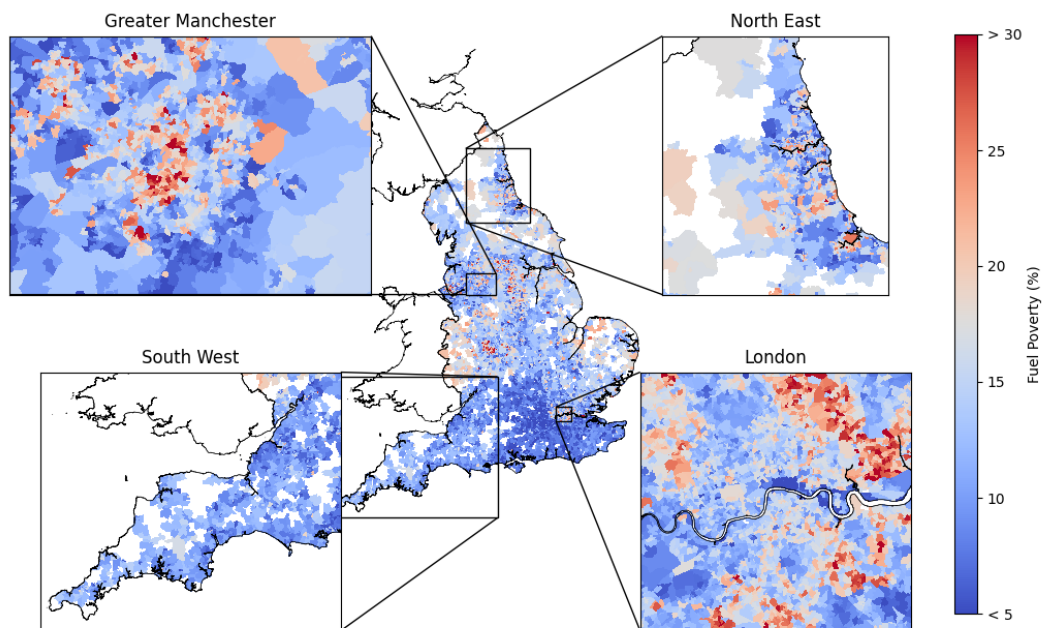 Greater Manchester
North East
South West
London
> 30
25
20
15
10
< 5
Fuel Poverty (%)